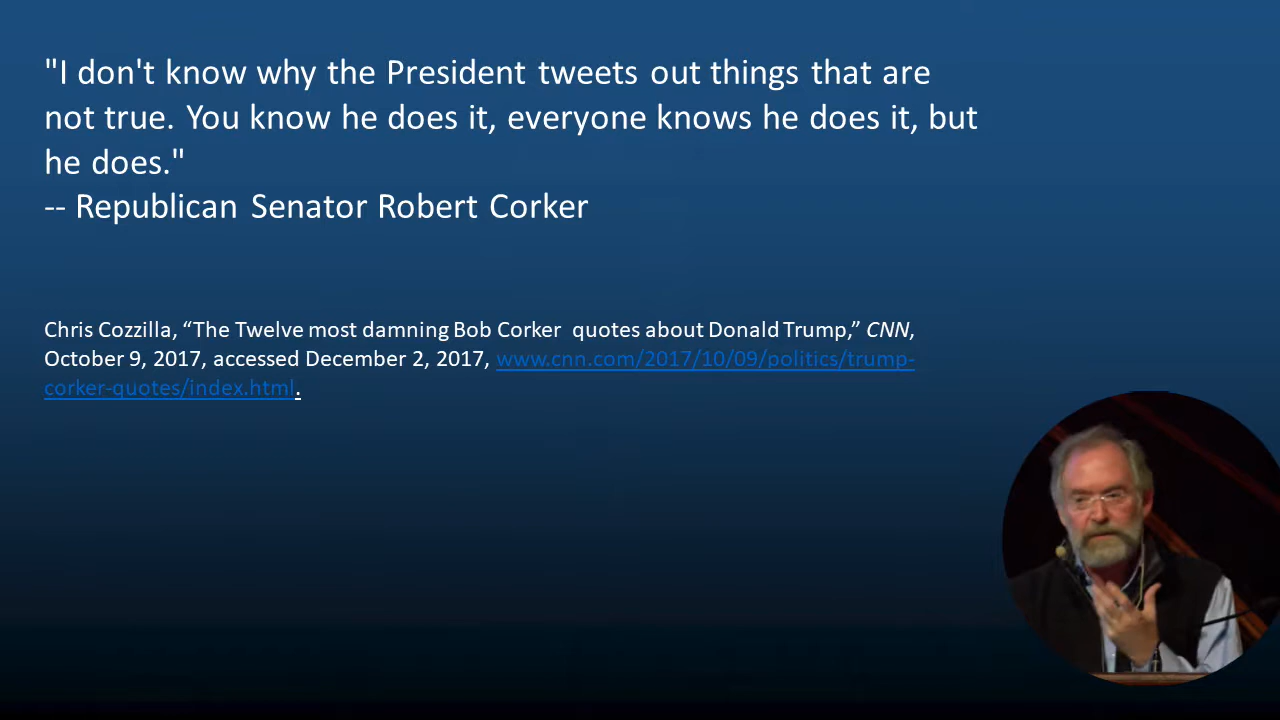 "I don't know why the President tweets out things that are
not true. You know he does it, everyone knows he does it, but
he does."
-- Republican Senator Robert Corker
Chris Cozzilla, “The Twelve most damning Bob Corker  quotes about Donald Trump,” CNN,
October 9, 2017, accessed December 2, 2017, www.cnn.com/2017/10/09/politics/trump-
corker-quotes/index.html.